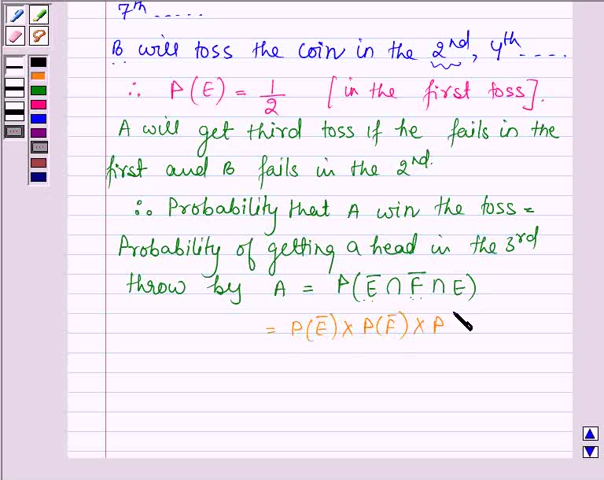 7th .....
B will toss the coin in the 2nd, 4th ....
∴ P(E) = 1/2 [in the first toss].
A will get third toss if he fails in the
first and B fails in the 2nd.
∴ Probability that A win the toss =
Probability of getting a head in the 3rd
throw by A = P(E̅ ∩ F̅ ∩ E)
= P(E̅) × P(F̅) × P